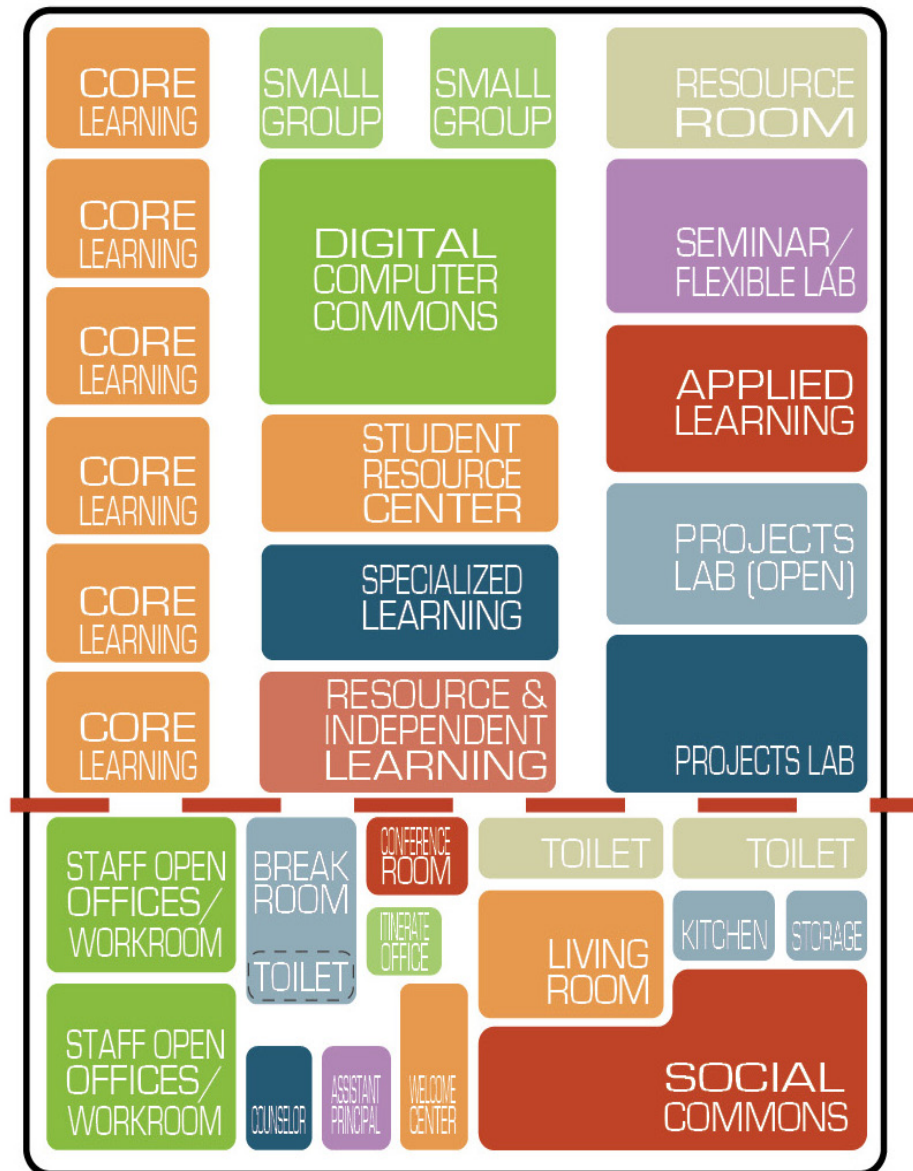 CORE
LEARNING
SMALL
GROUP
SMALL
GROUP
RESOURCE
ROOM
CORE
LEARNING
DIGITAL
COMPUTER
COMMONS
SEMINAR/
FLEXIBLE LAB
CORE
LEARNING
APPLIED
LEARNING
CORE
LEARNING
STUDENT
RESOURCE
CENTER
PROJECTS
LAB (OPEN)
CORE
LEARNING
SPECIALIZED
LEARNING
CORE
LEARNING
RESOURCE &
INDEPENDENT
LEARNING
PROJECTS LAB
STAFF OPEN
OFFICES/
WORKROOM
BREAK
ROOM
TOILET
CONFERENCE
ROOM
ITINERATE
OFFICE
TOILET
TOILET
LIVING
ROOM
KITCHEN
STORAGE
STAFF OPEN
OFFICES/
WORKROOM
COUNSELOR
ASSISTANT
PRINCIPAL
WELCOME
CENTER
SOCIAL
COMMONS